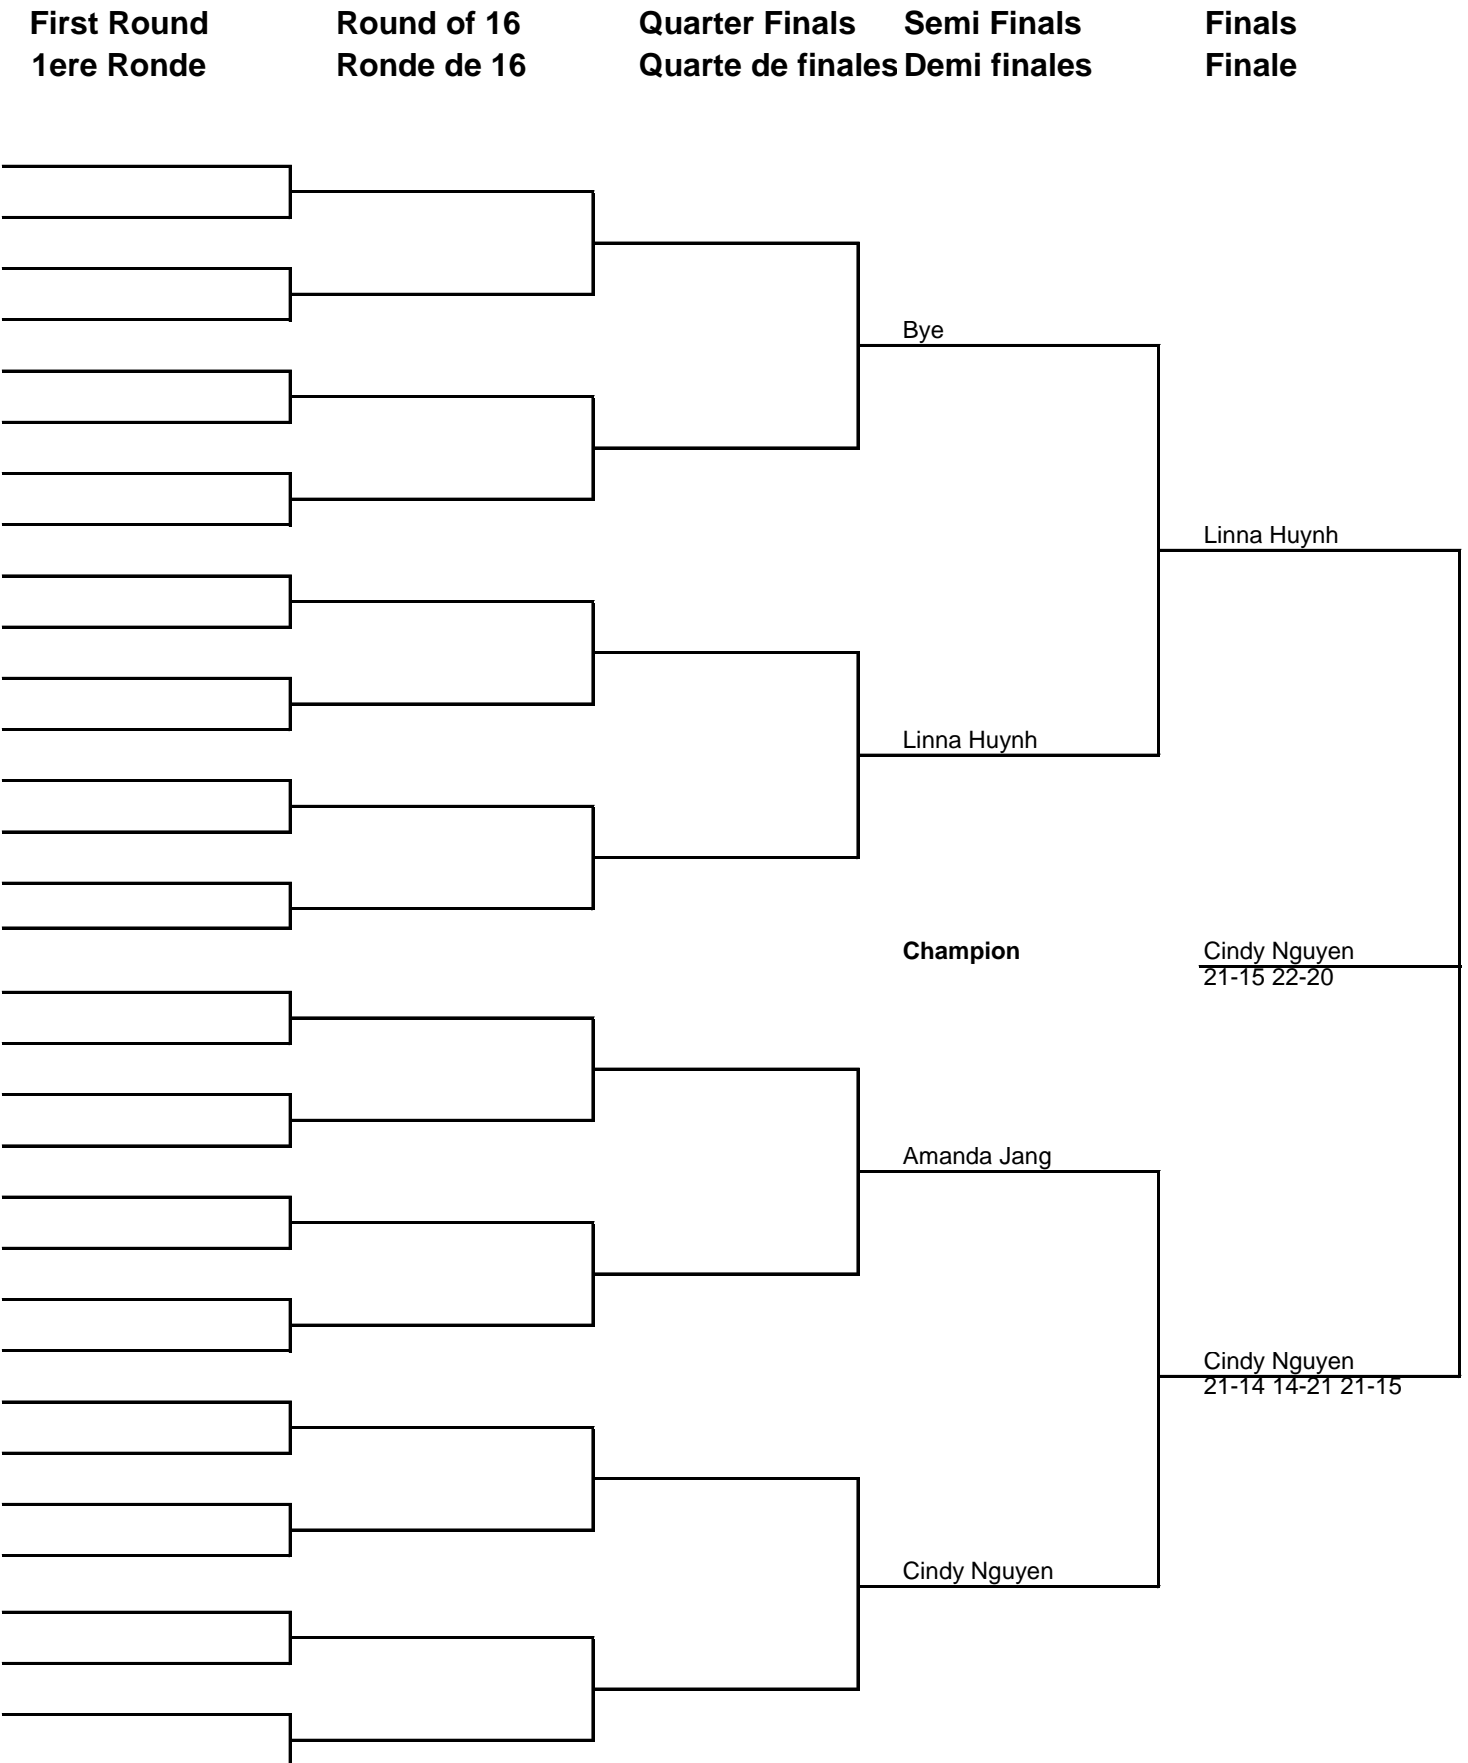 First Round Round of 16 Quarter Finals Semi Finals Finals
1ere Ronde Ronde de 16 Quarte de finales Demi finales Finale
Bye
Linna Huynh
Linna Huynh
Champion Cindy Nguyen
21-15 22-20
Amanda Jang
Cindy Nguyen
21-14 14-21 21-15
Cindy Nguyen